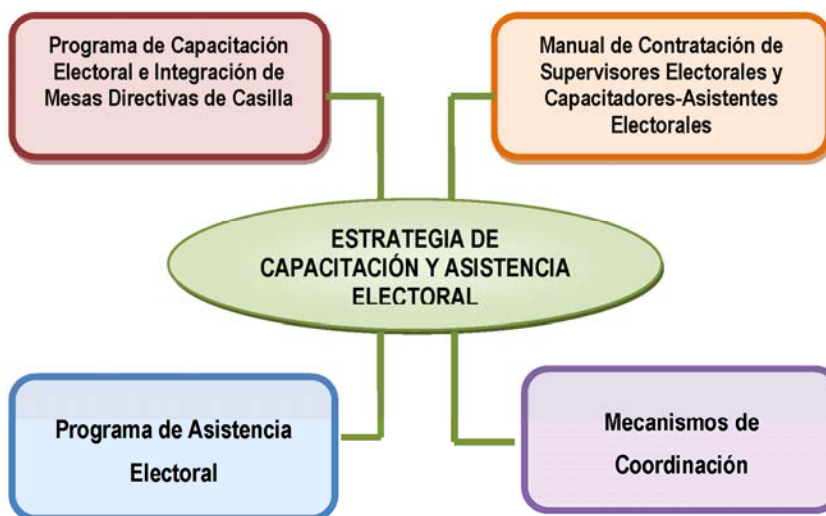 Programa de Capacitación
Electoral e Integración de
Mesas Directivas de Casilla
Manual de Contratación de
Supervisores Electorales y
Capacitadores-Asistentes
Electorales
ESTRATEGIA DE
CAPACITACIÓN Y ASISTENCIA
ELECTORAL
Programa de Asistencia
Electoral
Mecanismos de
Coordinación